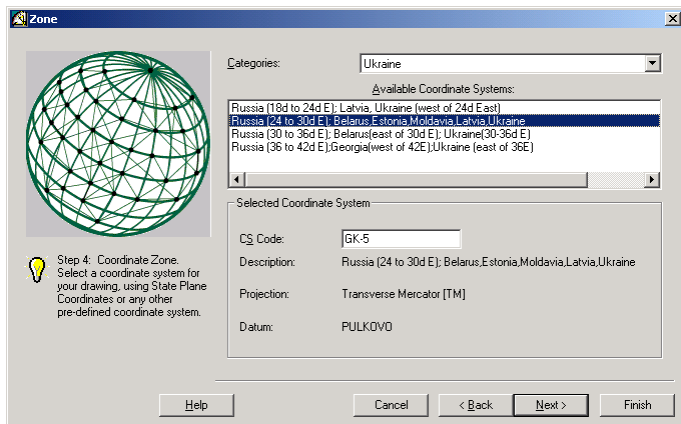 Zone
Categories:
Ukraine
Available Coordinate Systems:
Russia (18d to 24d E); Latvia, Ukraine (west of 24d East)
Russia (24 to 30d E); Belarus,Estonia,Moldavia,Latvia,Ukraine
Russia (30 to 36d E); Belarus(east of 30d E); Ukraine(30-36d E)
Russia (36 to 42d E);Georgia(west of 42E);Ukraine (east of 36E)
Selected Coordinate System
CS Code:
GK-5
Step 4: Coordinate Zone.
Select a coordinate system for
your drawing, using State Plane
Coordinates or any other
pre-defined coordinate system.
Description:
Russia (24 to 30d E); Belarus,Estonia,Moldavia,Latvia,Ukraine
Projection:
Transverse Mercator [TM]
Datum:
PULKOVO
Help
Cancel
< Back
Next >
Finish